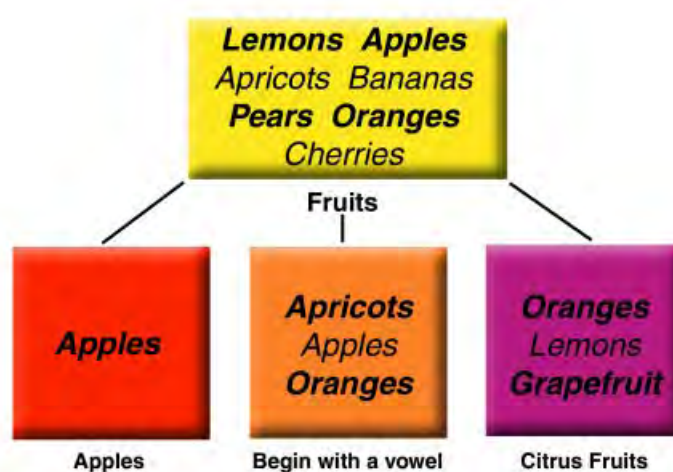 Lemons Apples
Apricots Bananas
Pears Oranges
Cherries
Fruits
Apples
Apricots
Apples
Oranges
Oranges
Lemons
Grapefruit
Apples
Begin with a vowel
Citrus Fruits